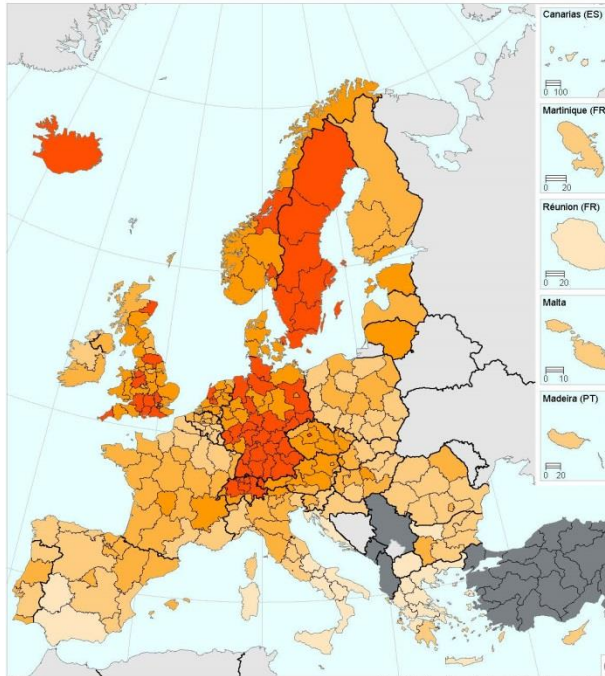 Canarias (ES)
0 100
Martinique (FR
0 20
Réunion (FR)
0 20
Malta
0 10
Madeira (PT)
0 20